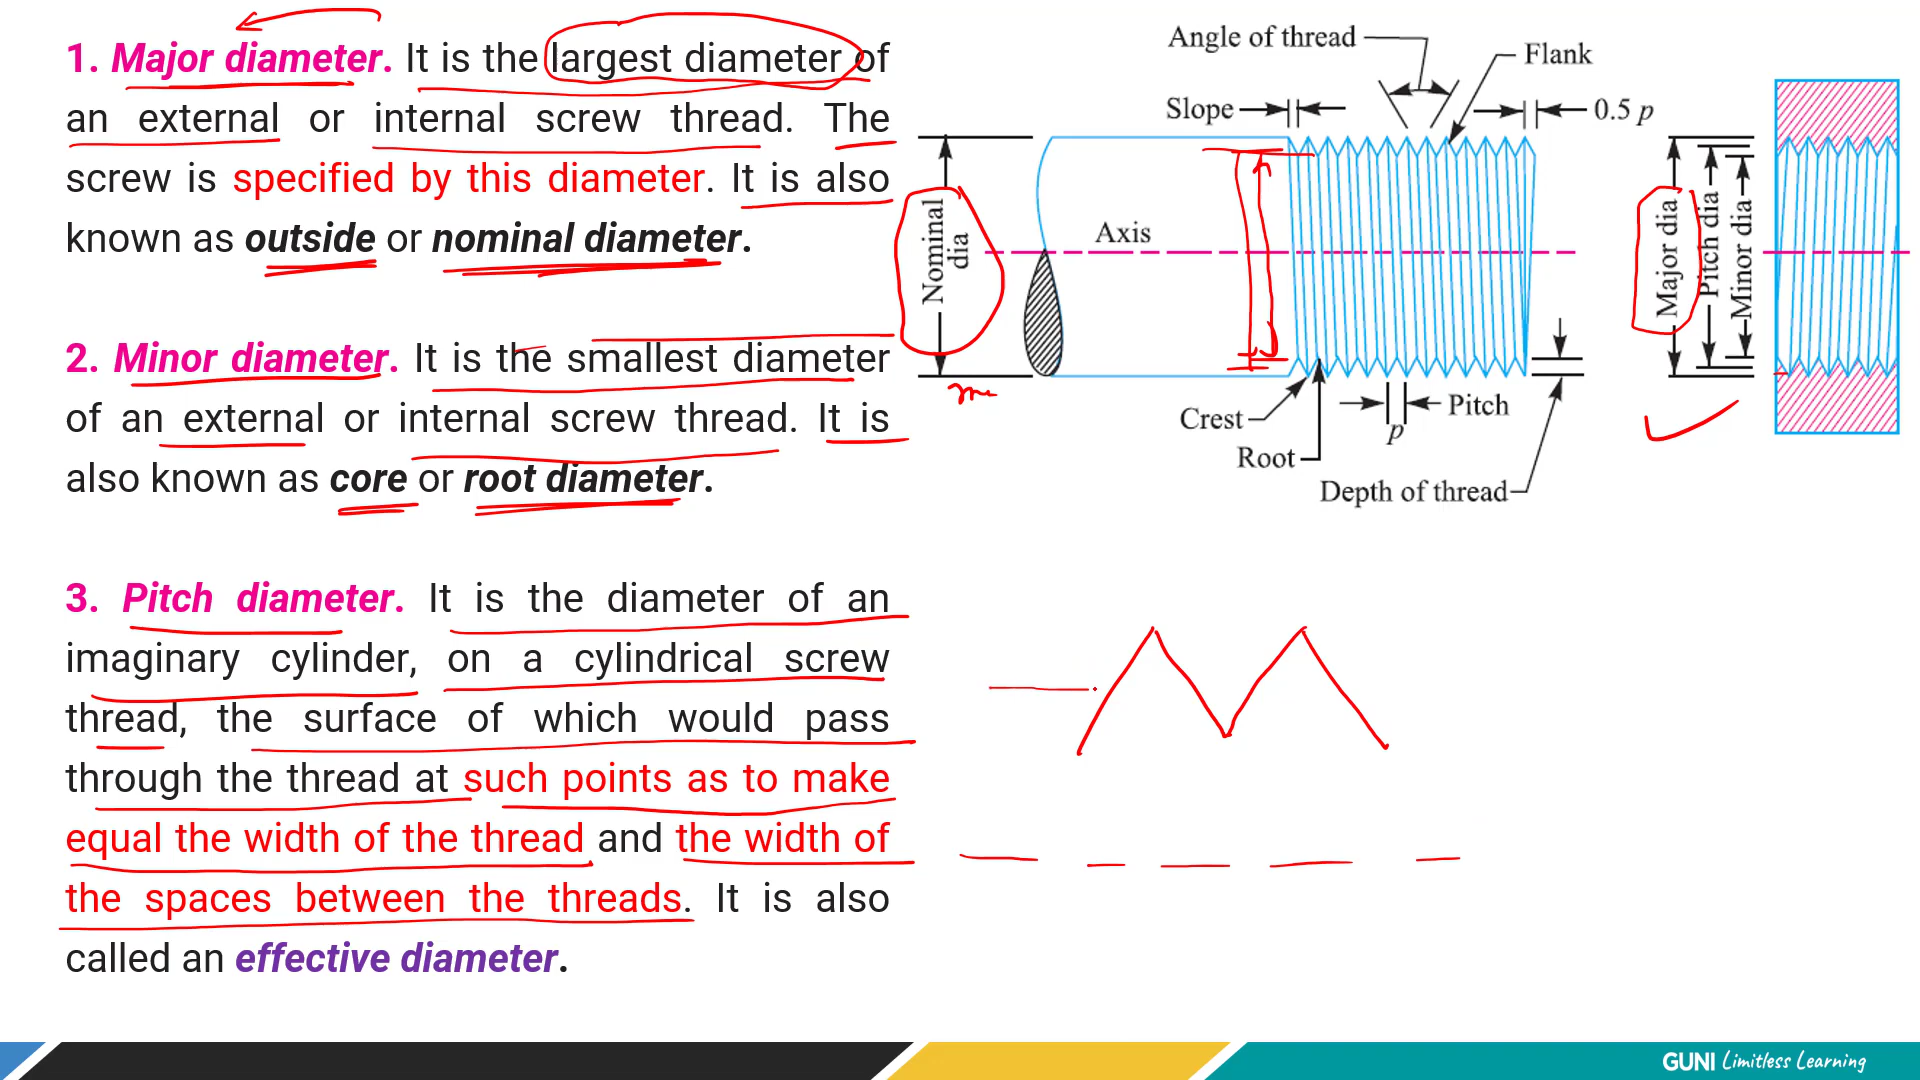 1. Major diameter. It is the largest diameter of
an external or internal screw thread. The
screw is specified by this diameter. It is also
known as outside or nominal diameter.
2. Minor diameter. It is the smallest diameter
of an external or internal screw thread. It is
also known as core or root diameter.
3. Pitch diameter. It is the diameter of an
imaginary cylinder, on a cylindrical screw
thread, the surface of which would pass
through the thread at such points as to make
equal the width of the thread and the width of
the spaces between the threads. It is also
called an effective diameter.
Angle of thread
Flank
Slope
0.5 p
Nominal
dia
Axis
Major dia
Pitch dia
Minor dia
Crest
Root
Pitch
p
Depth of thread
GUNI Limitless Learning